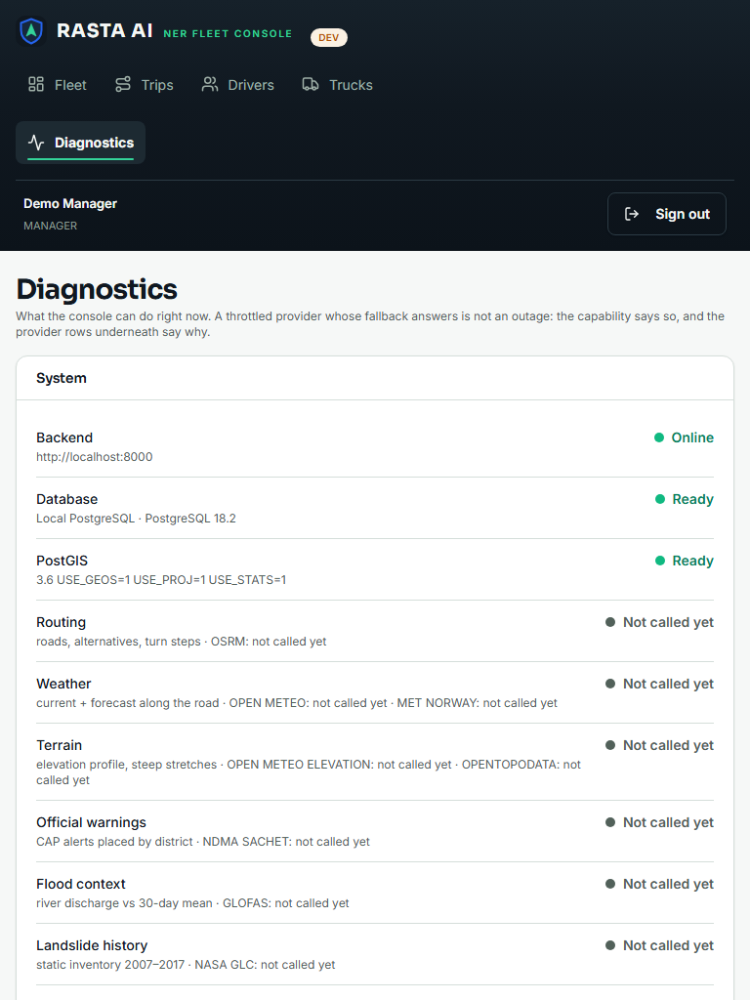 RASTA AI NER FLEET CONSOLE DEV
Fleet Trips Drivers Trucks
Diagnostics
Demo Manager
MANAGER
Sign out
Diagnostics
What the console can do right now. A throttled provider whose fallback answers is not an outage: the capability says so, and the
provider rows underneath say why.
System
Backend
http://localhost:8000
Online
Database
Local PostgreSQL · PostgreSQL 18.2
Ready
PostGIS
3.6 USE_GEOS=1 USE_PROJ=1 USE_STATS=1
Ready
Routing
roads, alternatives, turn steps · OSRM: not called yet
Not called yet
Weather
current + forecast along the road · OPEN METEO: not called yet · MET NORWAY: not called yet
Not called yet
Terrain
elevation profile, steep stretches · OPEN METEO ELEVATION: not called yet · OPENTOPODATA: not
called yet
Not called yet
Official warnings
CAP alerts placed by district · NDMA SACHET: not called yet
Not called yet
Flood context
river discharge vs 30-day mean · GLOFAS: not called yet
Not called yet
Landslide history
static inventory 2007–2017 · NASA GLC: not called yet
Not called yet